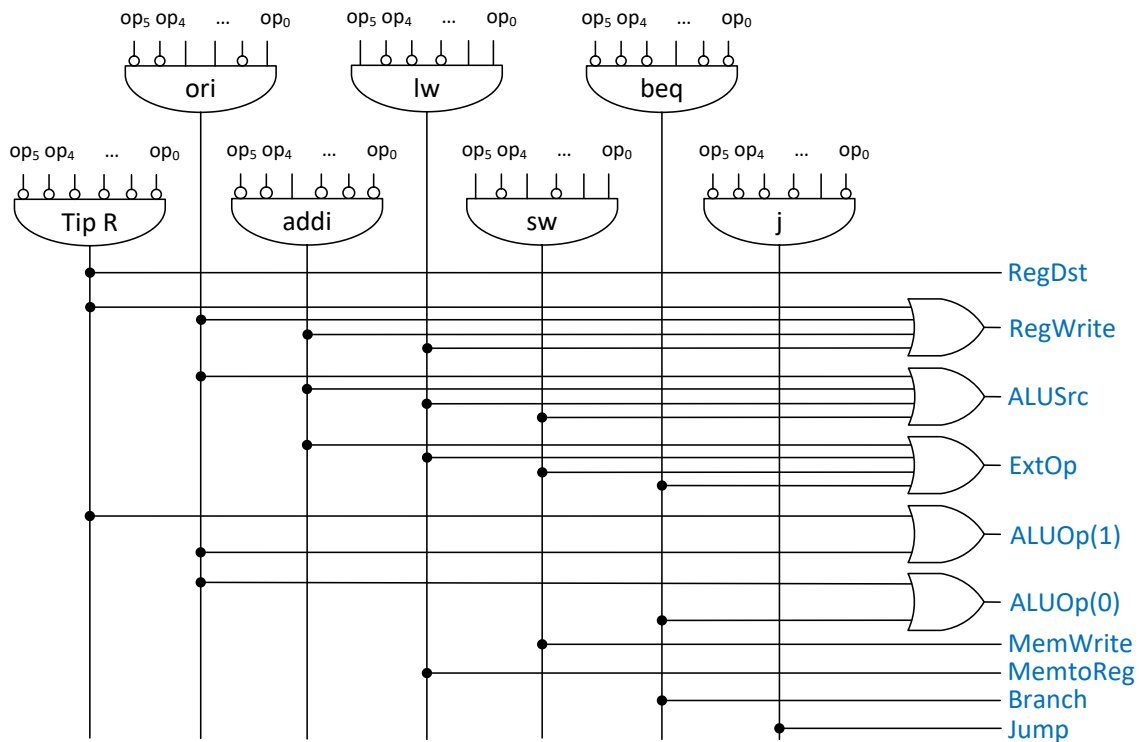 op₅ op₄ ... op₀
op₅ op₄ ... op₀
op₅ op₄ ... op₀
ori
lw
beq
op₅ op₄ ... op₀
op₅ op₄ ... op₀
op₅ op₄ ... op₀
op₅ op₄ ... op₀
Tip R
addi
sw
j
RegDst
RegWrite
ALUSrc
ExtOp
ALUOp(1)
ALUOp(0)
MemWrite
MemtoReg
Branch
Jump